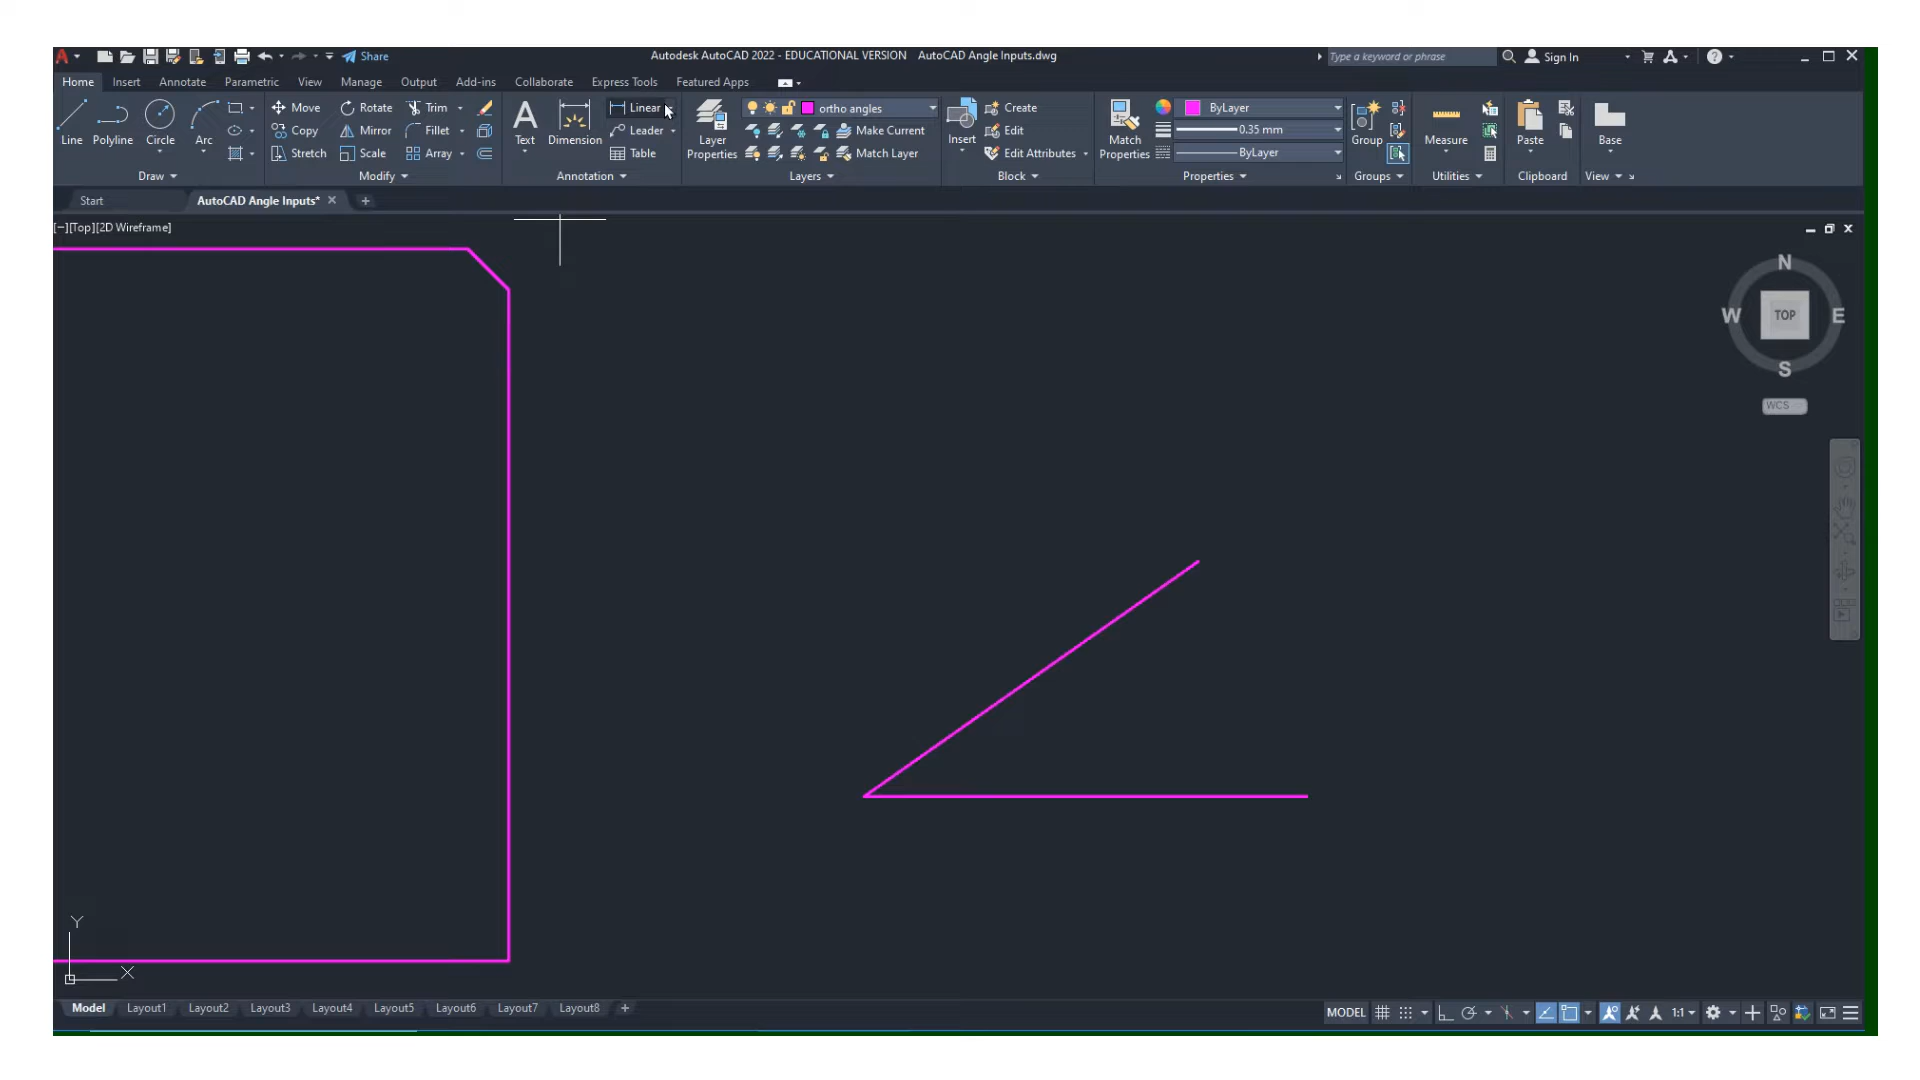 Share
Autodesk AutoCAD 2022 - EDUCATIONAL VERSION AutoCAD Angle Inputs.dwg
Type a keyword or phrase
Sign In
Home Insert Annotate Parametric View Manage Output Add-ins Collaborate Express Tools Featured Apps
Line Polyline Circle Arc
Draw
Move Rotate Trim
Copy Mirror Fillet
Stretch Scale Array
Modify
Text Dimension
Linear
Leader
Table
Annotation
Layer Properties
ortho angles
Make Current
Match Layer
Layers
Insert
Create
Edit
Edit Attributes
Block
Match Properties
ByLayer
0.35 mm
ByLayer
Properties
Group
Groups
Measure
Utilities
Paste
Clipboard
Base
View
Start AutoCAD Angle Inputs*
[−][Top][2D Wireframe]
N
W TOP E
S
WCS
Y
X
Model Layout1 Layout2 Layout3 Layout4 Layout5 Layout6 Layout7 Layout8
MODEL 1:1